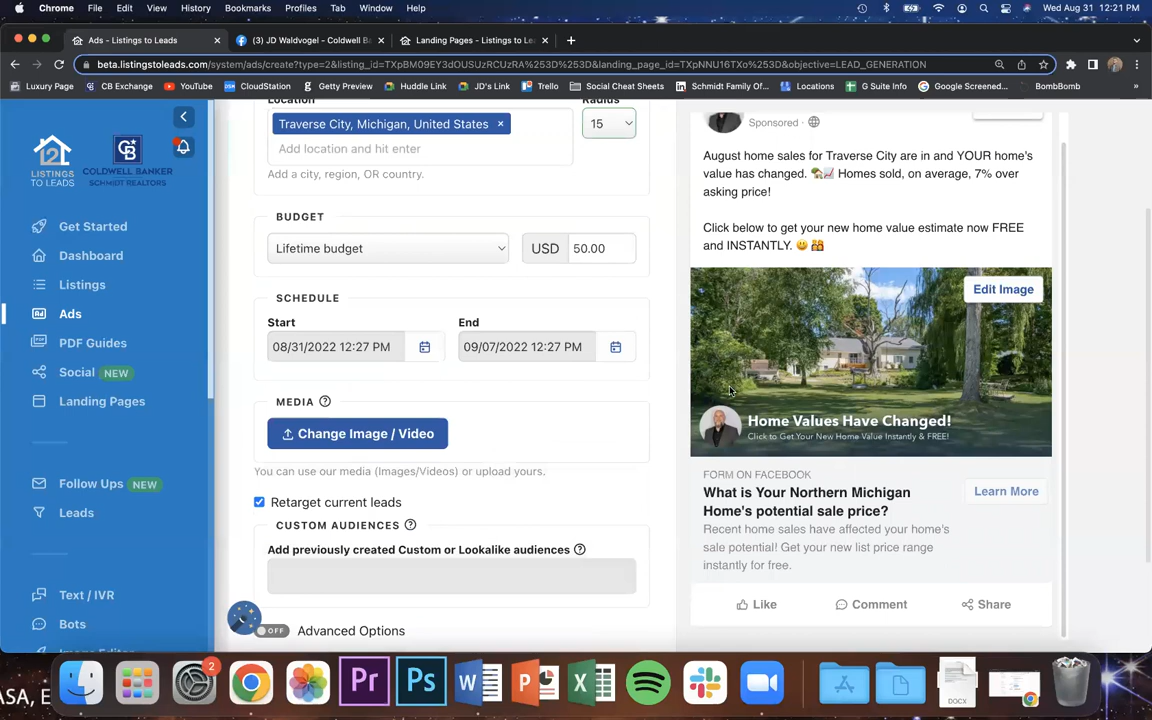 Chrome File Edit View History Bookmarks Profiles Tab Window Help Wed Aug 31 12:21 PM
Ads - Listings to Leads (3) JD Waldvogel - Coldwell B Landing Pages - Listings to Le
beta.listingstoleads.com/system/ads/create?type=2&listing_id=TXpBM09EY3dOUSUzRCUzRA%253D%253D&landing_page_id=TXpNNU16TXo%253D&objective=LEAD_GENERATION
Luxury Page CB Exchange YouTube CloudStation Getty Preview Huddle Link JD's Link Trello Social Cheat Sheets Schmidt Family Of... Locations G Suite Info Google Screened... BombBomb »
LISTINGS
TO LEADS
COLDWELL BANKER
SCHMIDT REALTORS
Get Started
Dashboard
Listings
Ads
PDF Guides
Social NEW
Landing Pages
Follow Ups NEW
Leads
Text / IVR
Bots
Image Editor
Location Radius
Traverse City, Michigan, United States × 15
Add location and hit enter
Add a city, region, OR country.
BUDGET
Lifetime budget USD 50.00
SCHEDULE
Start End
08/31/2022 12:27 PM 09/07/2022 12:27 PM
MEDIA
Change Image / Video
You can use our media (Images/Videos) or upload yours.
Retarget current leads
CUSTOM AUDIENCES
Add previously created Custom or Lookalike audiences
OFF Advanced Options
Sponsored
August home sales for Traverse City are in and YOUR home's
value has changed. 🏡📈 Homes sold, on average, 7% over
asking price!
Click below to get your new home value estimate now FREE
and INSTANTLY. 😃 🎊
Edit Image
Home Values Have Changed!
Click to Get Your New Home Value Instantly & FREE!
FORM ON FACEBOOK
What is Your Northern Michigan
Home's potential sale price?
Learn More
Recent home sales have affected your home's
sale potential! Get your new list price range
instantly for free.
Like Comment Share
2
Pr Ps W P X
DOCX
ASA, E